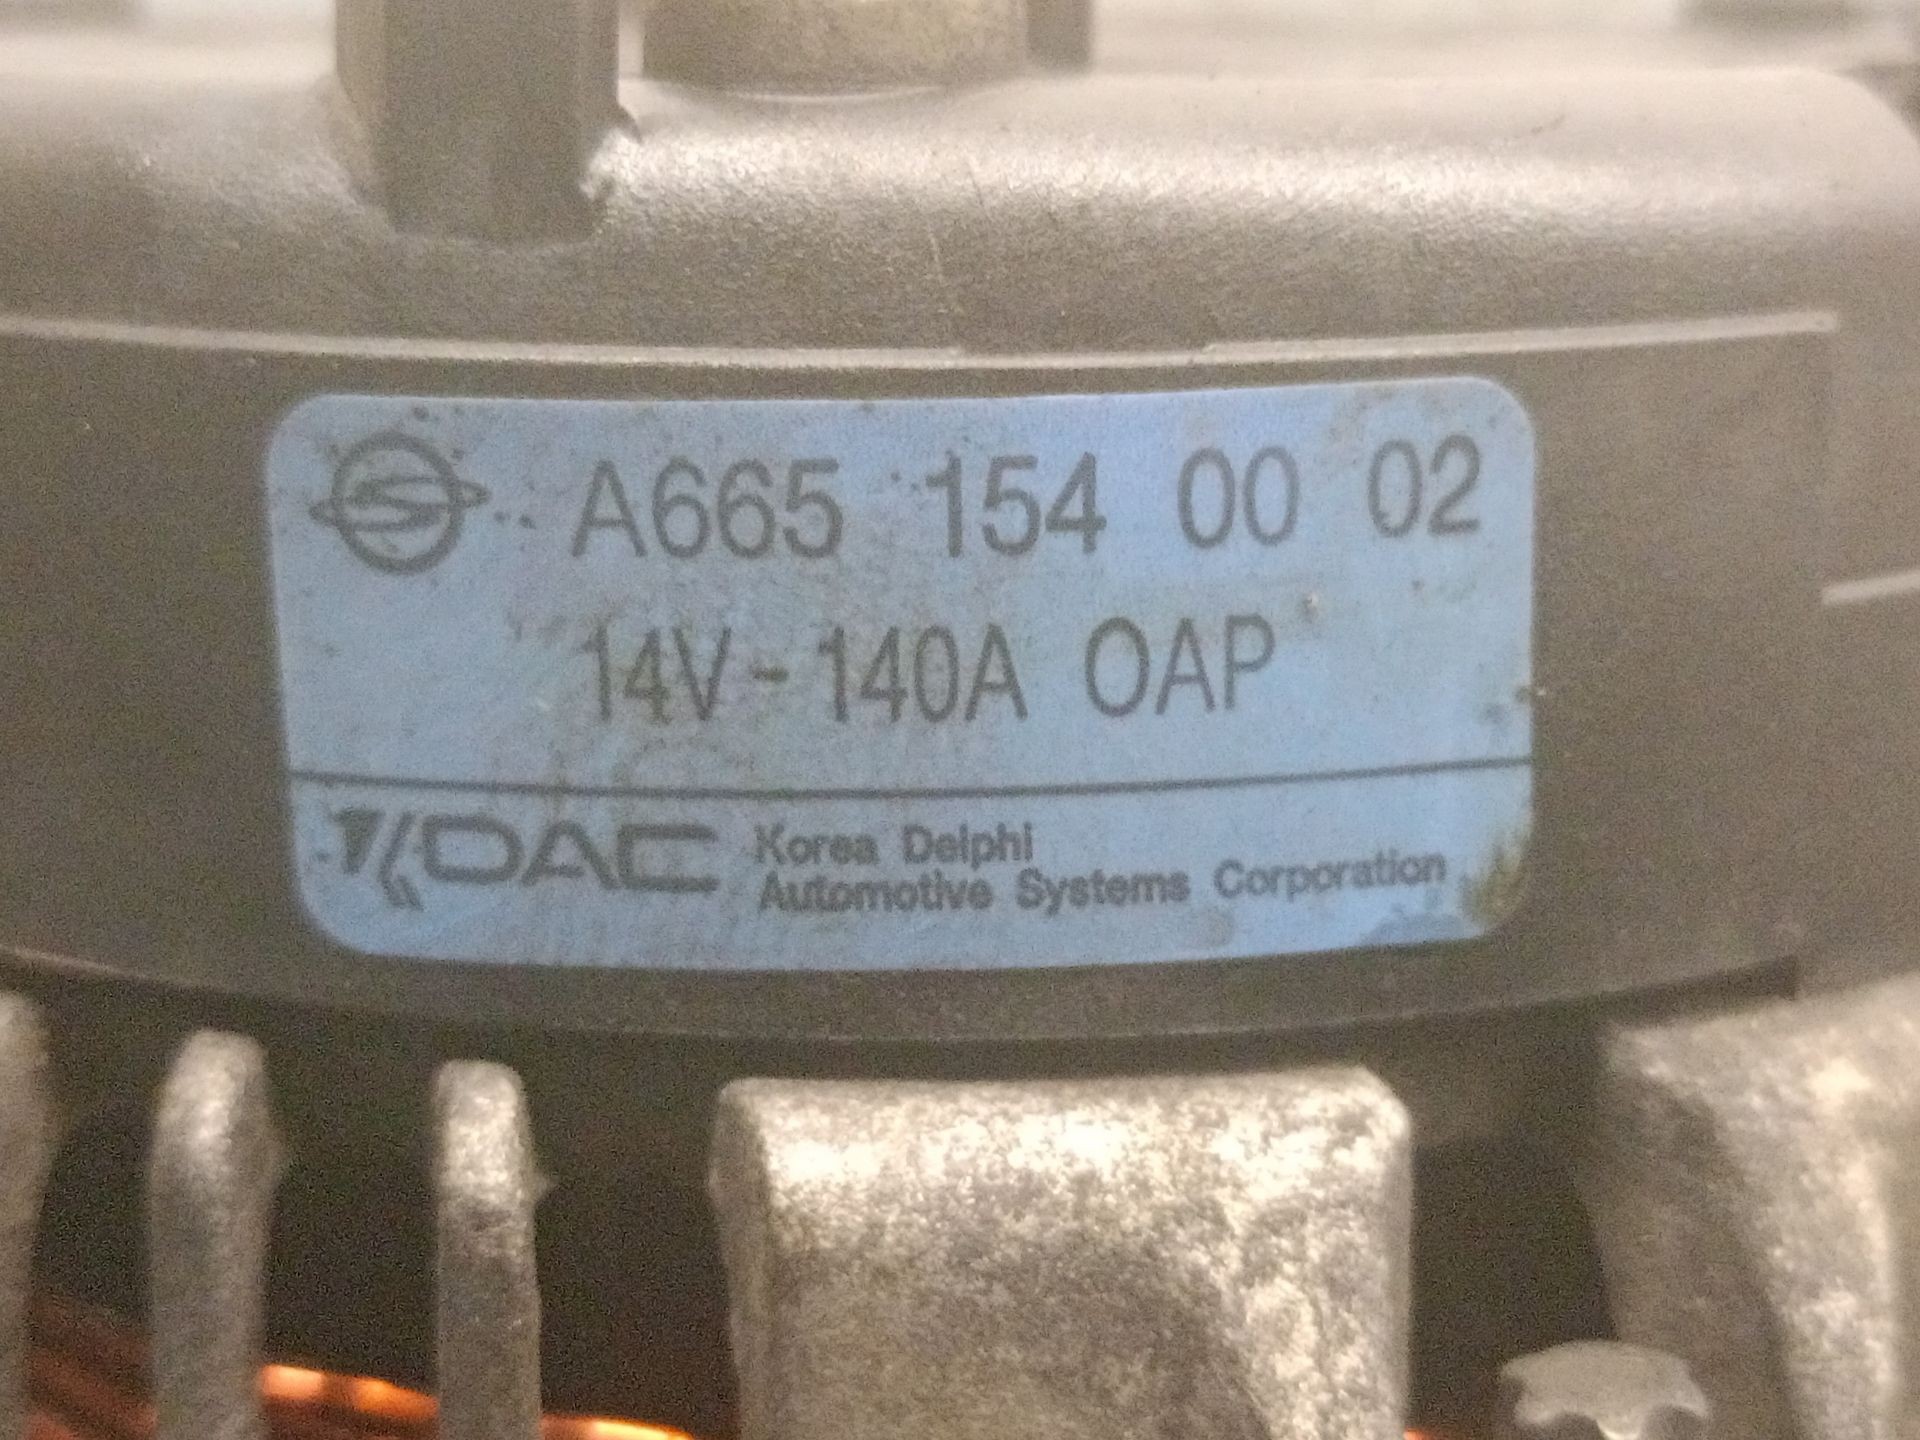 A665 154 00 02
14V-140A OAP
KDAC Korea Delphi
Automotive Systems Corporation